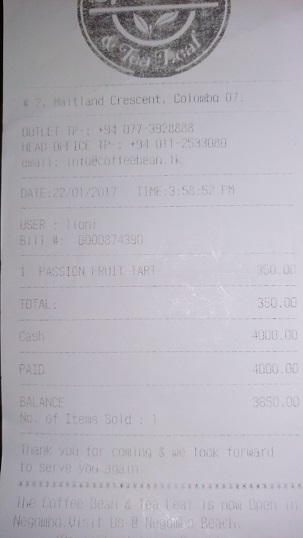 & Tea Leaf
# 2, Maitland Crescent, Colombo 07.
OUTLET TP-: +94 077-3928888
HEAD OFFICE TP-: +94 011-2533080
email: info@coffeebean.lk
DATE:22/01/2017 TIME:3:58:52 PM
USER : lioni
Bill #: B000874390
1 PASSION FRUIT TART 350.00
TOTAL: 350.00
Cash 4000.00
PAID 4000.00
BALANCE 3650.00
No. of Items Sold : 1
Thank you for coming & we look forward
to serve you again.
The Coffee Bean & Tea Leaf is now Open in
Negombo.Visit Us @ Negombo Beach.